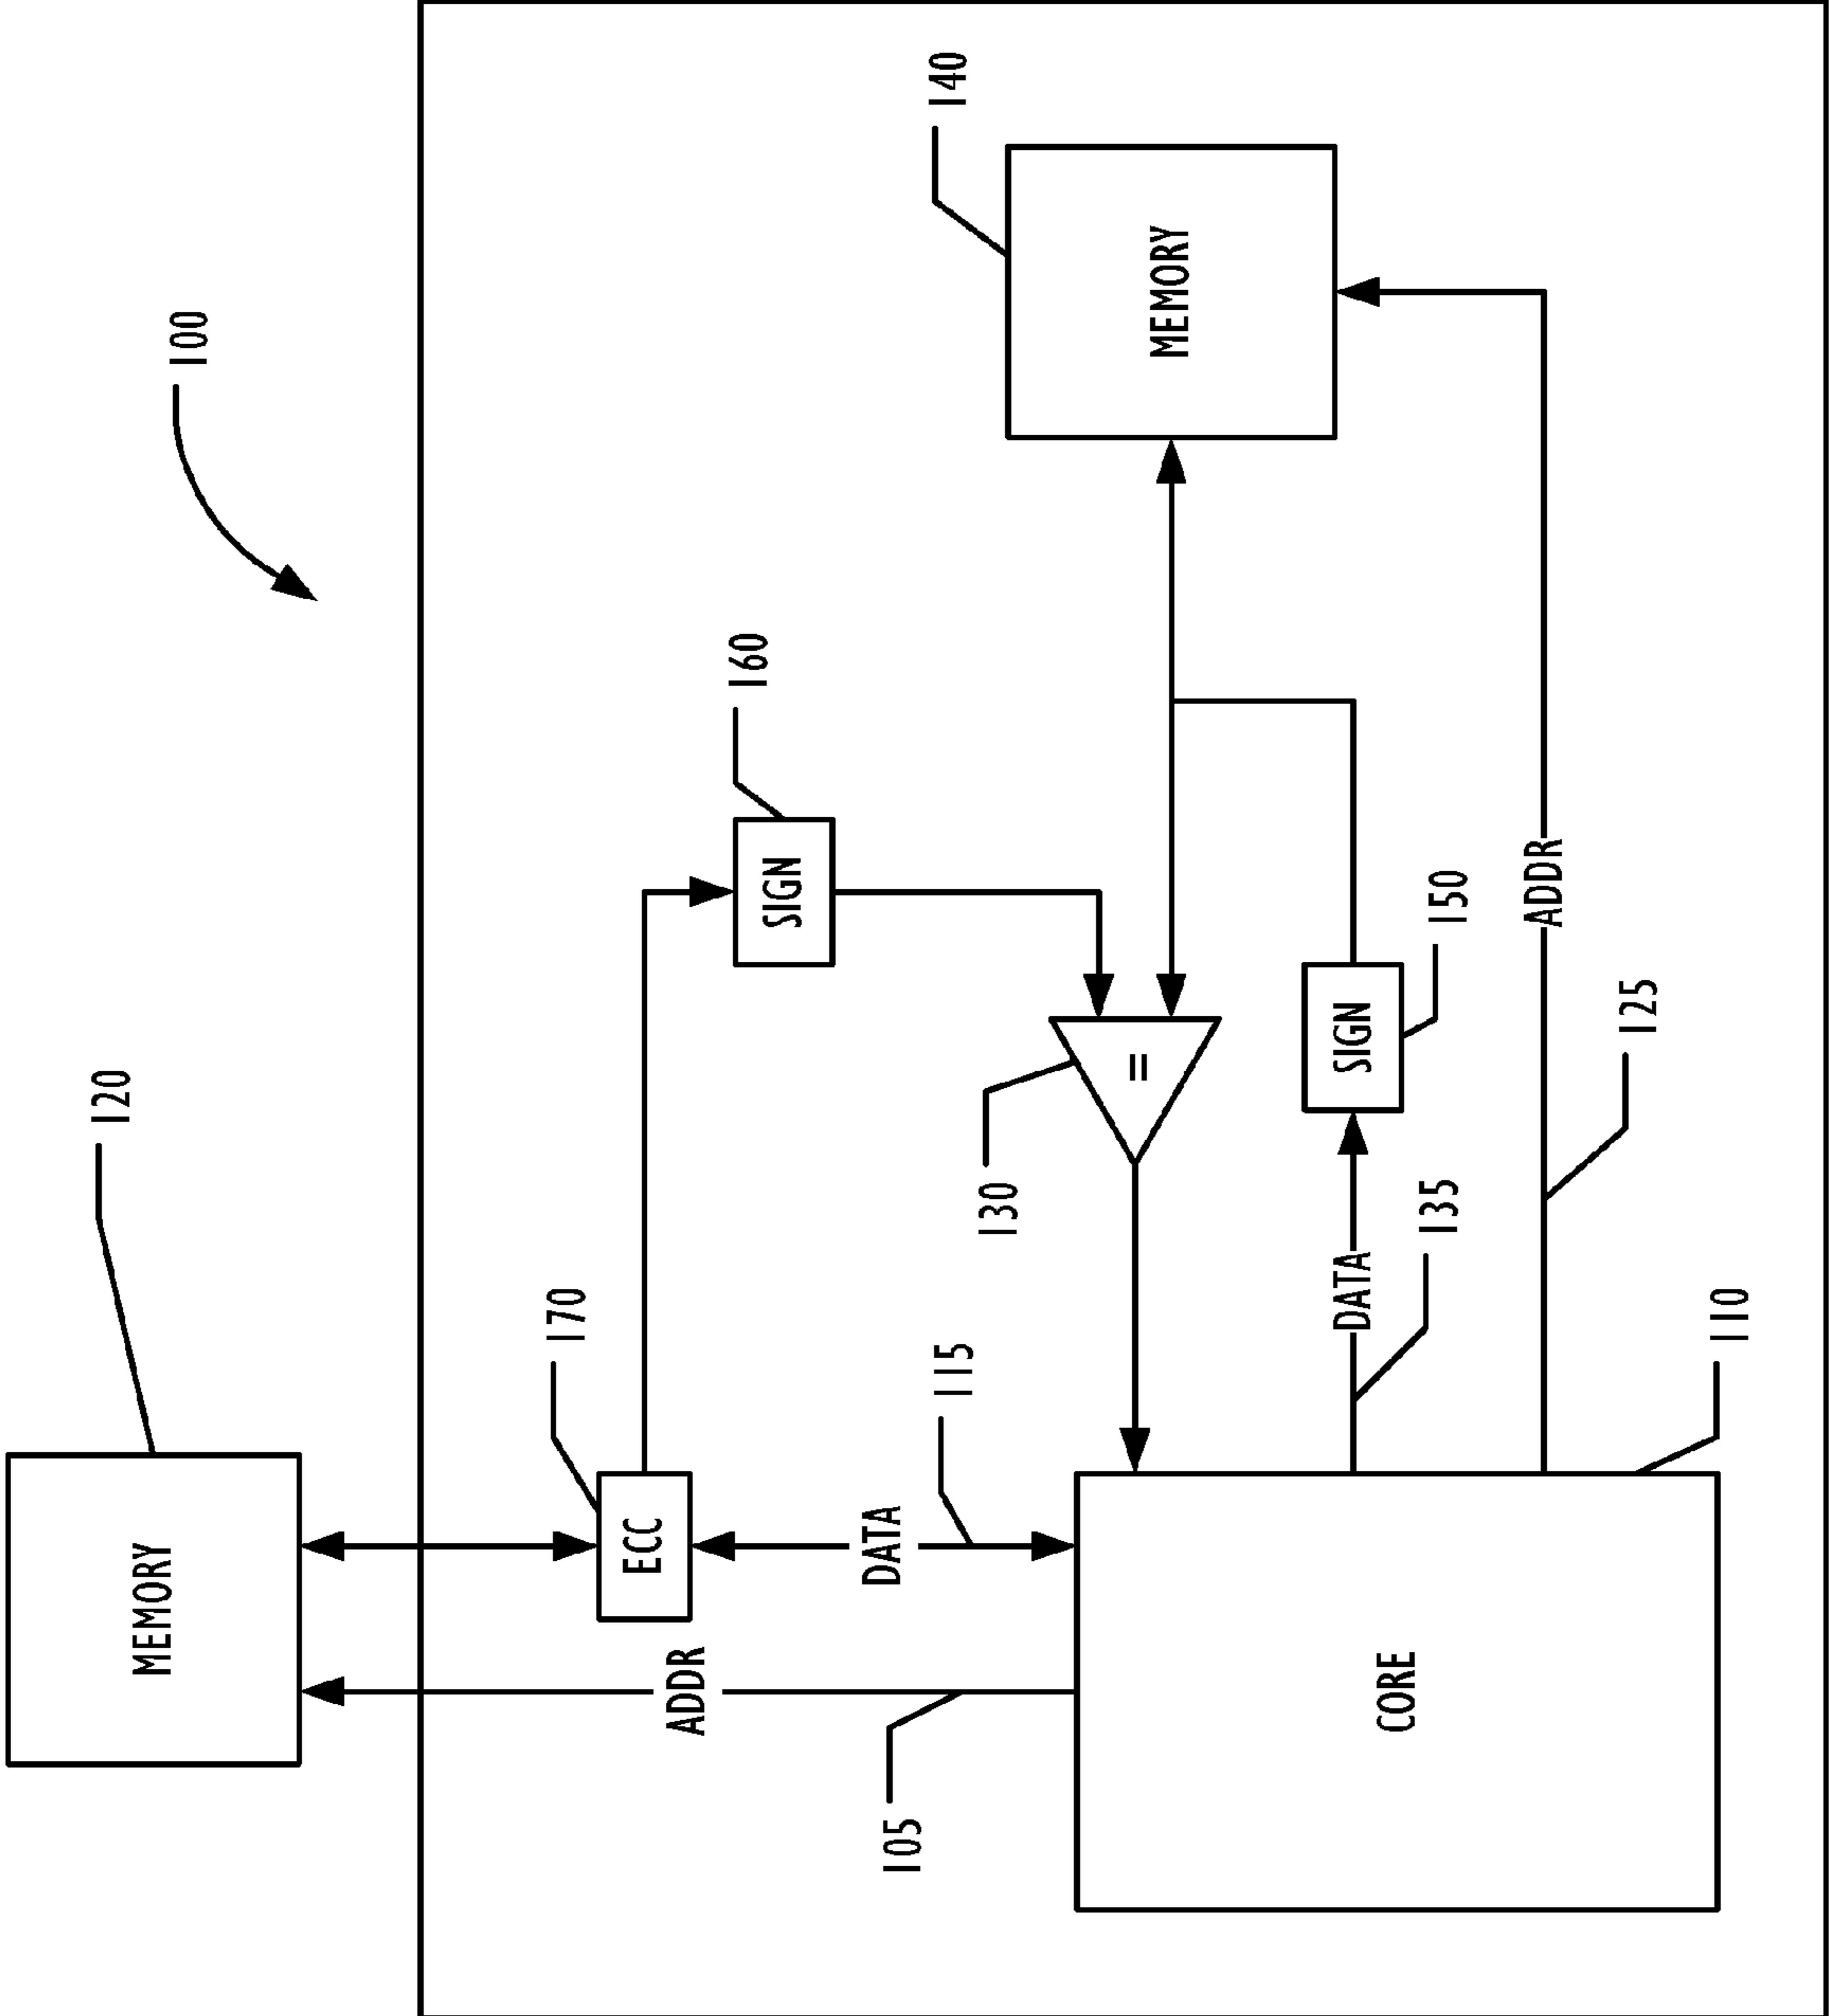 120
MEMORY
100
170
ECC
ADDR
160
SIGN
DATA
105
115
140
130
=
MEMORY
DATA
SIGN
CORE
135
150
ADDR
125
110